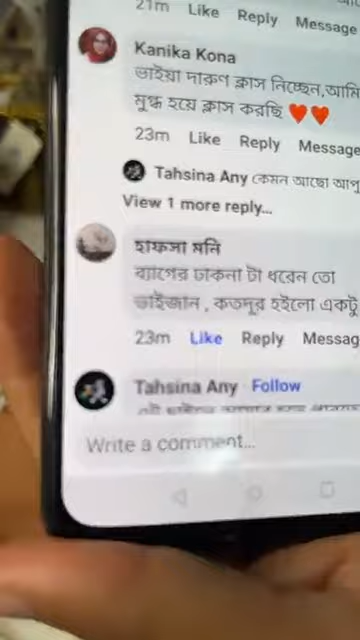 21m Like Reply Message
Kanika Kona
ভাইয়া দারুণ ক্লাস নিচ্ছেন,আমি
মুগ্ধ হয়ে ক্লাস করছি ❤️❤️
23m Like Reply Message
Tahsina Any কেমন আছো আপু
View 1 more reply...
হাফসা মনি
ব্যাগের ঢাকনা টা ধরেন তো
ভাইজান , কতদুর হইলো একটু
23m Like Reply Messag
Tahsina Any Follow
Write a comment...